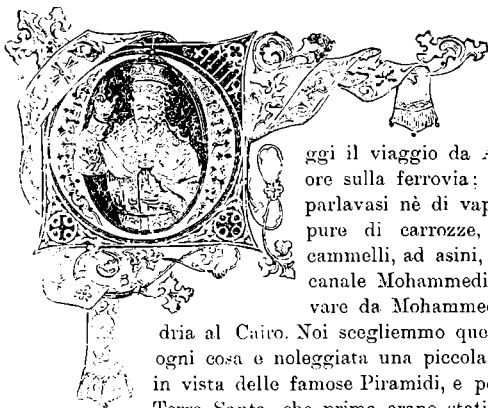 Oggi il viaggio da
ore sulla ferrovia:
parlavasi nè di vap
pure di carrozze,
cammelli, ad asini,
canale Mohammedi
vare da Mohammed
dria al Cairo. Noi scegliemmo que
ogni cosa e noleggiata una piccola
in vista delle famose Piramidi, e p
Terra Santa, che prima erano stati